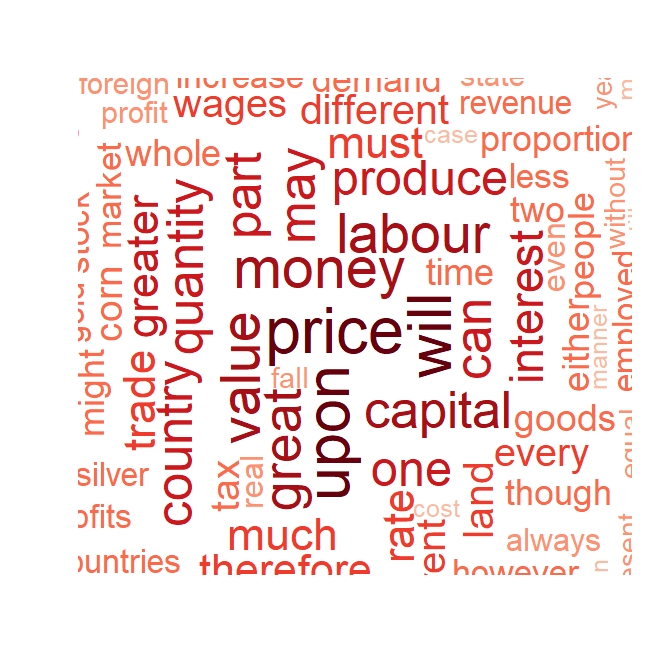 foreign
increase
demand
state
profit
wages
different
revenue
whole
must
case
proportion
market
part
may
produce
less
greater
quantity
labour
two
without
people
even
money
time
interest
stock
corn
gold
price
will
can
either
manner
employed
might
trade
value
fall
country
great
upon
capital
goods
equal
silver
tax
real
one
every
land
though
ofits
rate
cost
much
always
ountries
therefore
rent
however